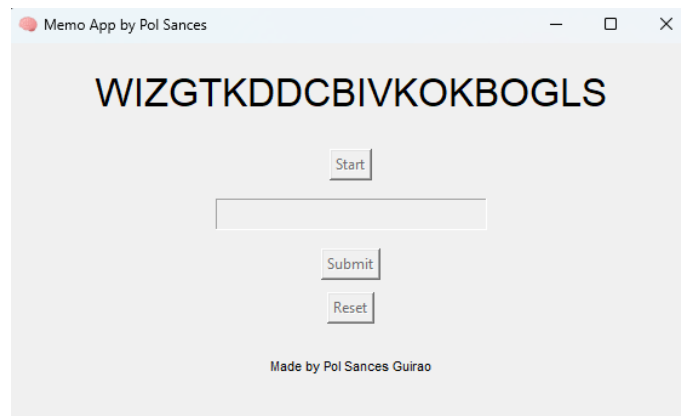 Memo App by Pol Sances
WIZGTKDDCBIVKOKBOGLS
Start
Submit
Reset
Made by Pol Sances Guirao